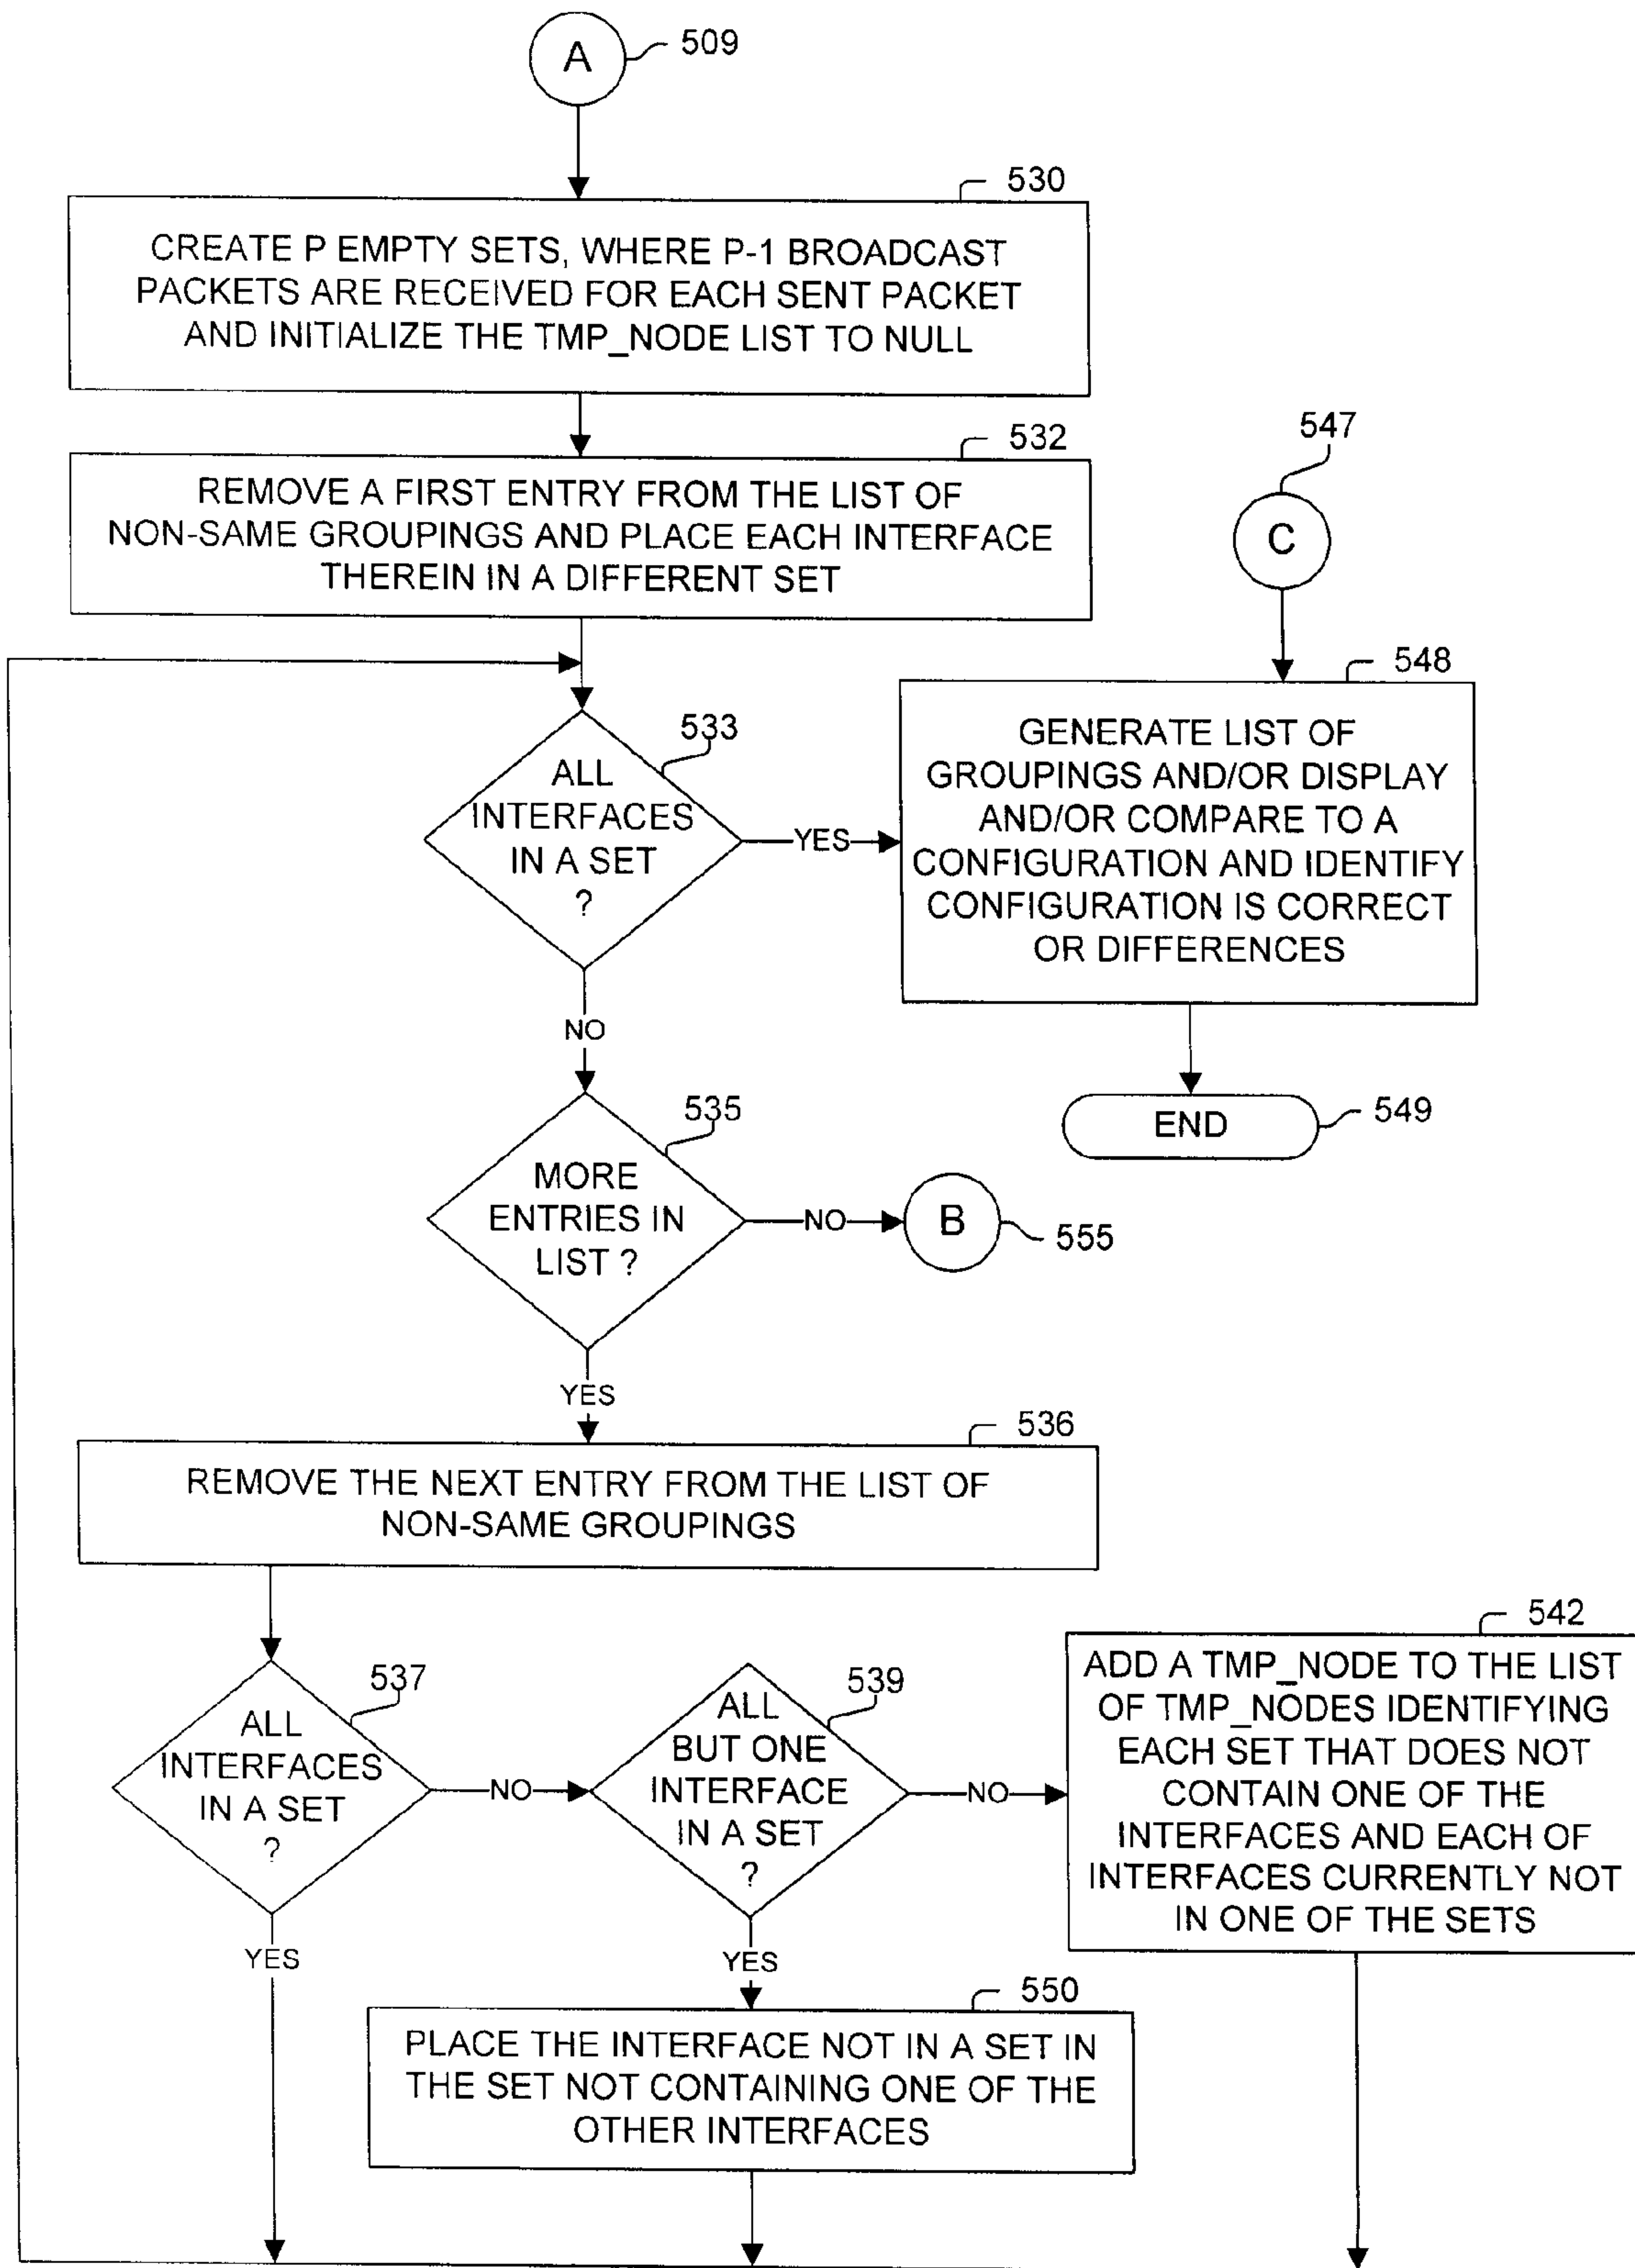 A
509
530
CREATE P EMPTY SETS, WHERE P-1 BROADCAST
PACKETS ARE RECEIVED FOR EACH SENT PACKET
AND INITIALIZE THE TMP_NODE LIST TO NULL
532
REMOVE A FIRST ENTRY FROM THE LIST OF
NON-SAME GROUPINGS AND PLACE EACH INTERFACE
THEREIN IN A DIFFERENT SET
547
C
533
ALL
INTERFACES
IN A SET
?
YES
NO
548
GENERATE LIST OF
GROUPINGS AND/OR DISPLAY
AND/OR COMPARE TO A
CONFIGURATION AND IDENTIFY
CONFIGURATION IS CORRECT
OR DIFFERENCES
END
549
535
MORE
ENTRIES IN
LIST ?
NO
B
555
YES
536
REMOVE THE NEXT ENTRY FROM THE LIST OF
NON-SAME GROUPINGS
537
ALL
INTERFACES
IN A SET
?
NO
YES
539
ALL
BUT ONE
INTERFACE
IN A SET
?
NO
YES
542
ADD A TMP_NODE TO THE LIST
OF TMP_NODES IDENTIFYING
EACH SET THAT DOES NOT
CONTAIN ONE OF THE
INTERFACES AND EACH OF
INTERFACES CURRENTLY NOT
IN ONE OF THE SETS
550
PLACE THE INTERFACE NOT IN A SET IN
THE SET NOT CONTAINING ONE OF THE
OTHER INTERFACES